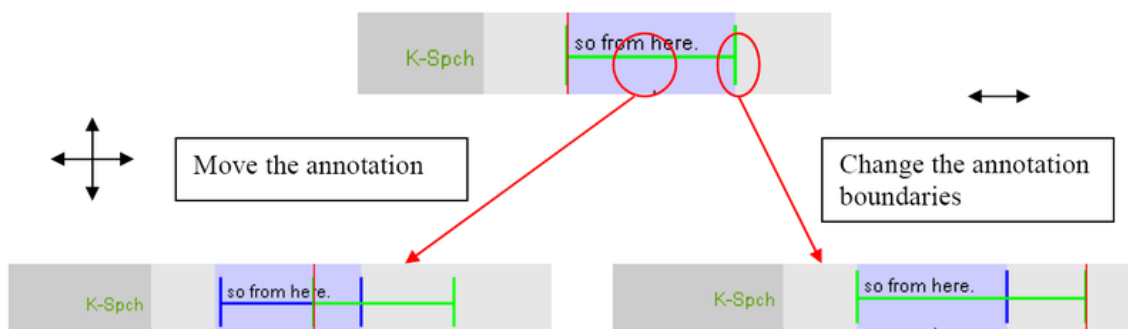 K-Spch
so from here.
Move the annotation
Change the annotation
boundaries
K-Spch
so from here.
K-Spch
so from here.